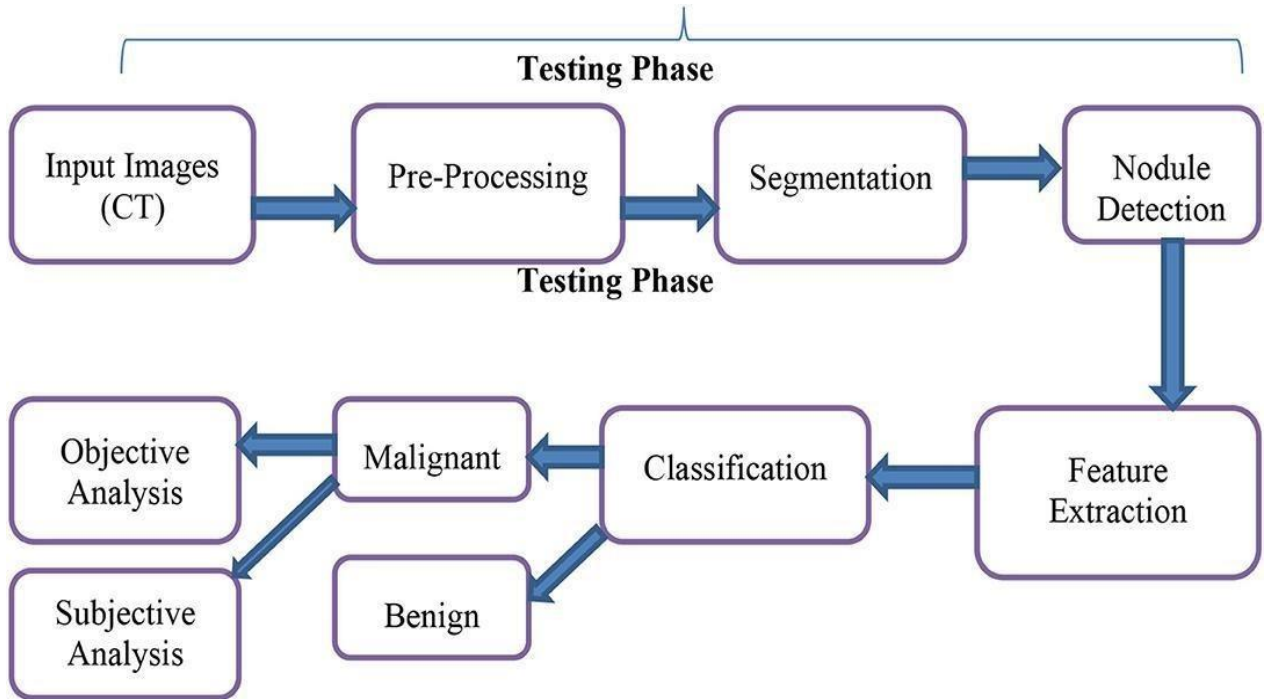 Testing Phase
Input Images
(CT)
Pre-Processing
Segmentation
Nodule
Detection
Testing Phase
Objective
Analysis
Malignant
Classification
Feature
Extraction
Subjective
Analysis
Benign